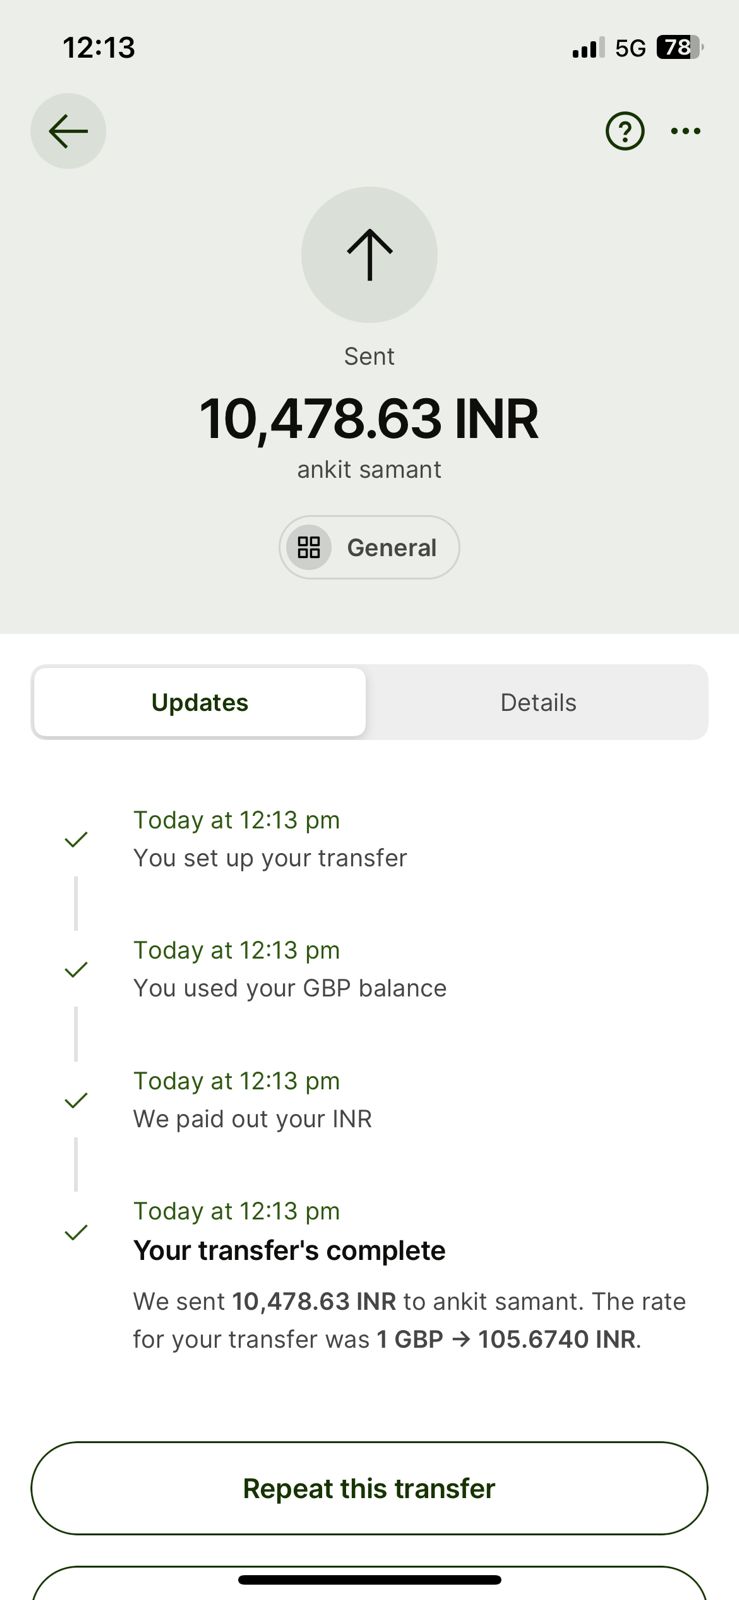 12:13
5G 78
Sent
10,478.63 INR
ankit samant
General
Updates
Details
Today at 12:13 pm
You set up your transfer
Today at 12:13 pm
You used your GBP balance
Today at 12:13 pm
We paid out your INR
Today at 12:13 pm
Your transfer's complete
We sent 10,478.63 INR to ankit samant. The rate
for your transfer was 1 GBP → 105.6740 INR.
Repeat this transfer